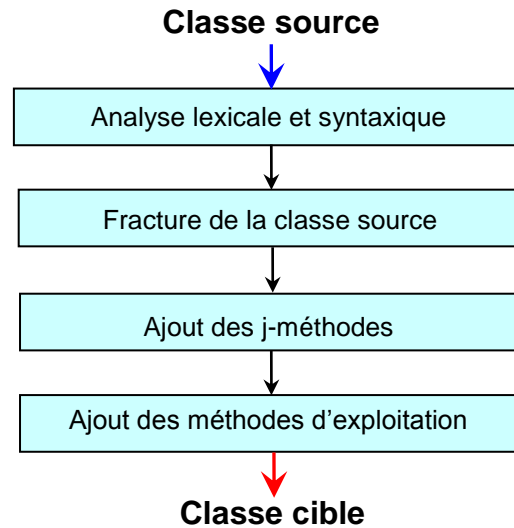 Classe source
Analyse lexicale et syntaxique
Fracture de la classe source
Ajout des j-méthodes
Ajout des méthodes d'exploitation
Classe cible